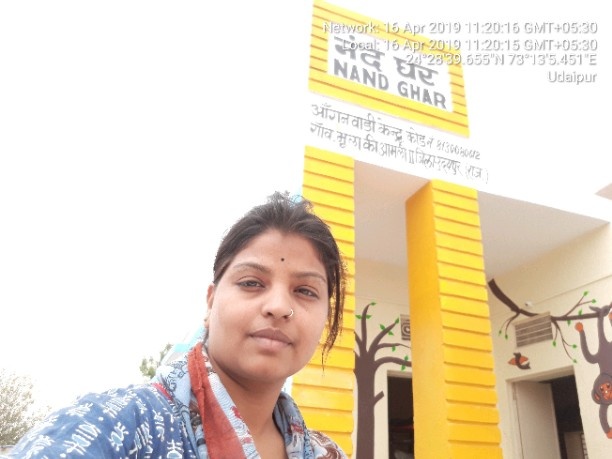 Network: 16 Apr 2019 11:20:16 GMT+05:30
Local: 16 Apr 2019 11:20:15 GMT+05:30
24°28'39.655"N 73°13'5.451"E
Udaipur
नंद घर
NAND GHAR
आँगनवाड़ी केन्द्र कोड
गाँव